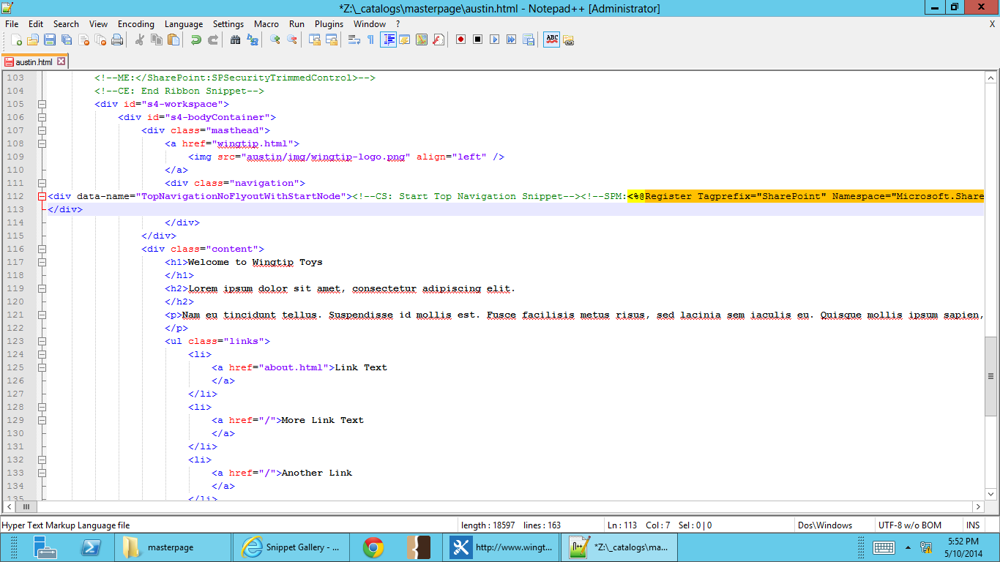 *Z:\_catalogs\masterpage\austin.html - Notepad++ [Administrator]
File Edit Search View Encoding Language Settings Macro Run Plugins Window ? X
austin.html
103 <!--ME:</SharePoint:SPSecurityTrimmedControl>-->
104 <!--CE: End Ribbon Snippet-->
105 <div id="s4-workspace">
106 <div id="s4-bodyContainer">
107 <div class="masthead">
108 <a href="wingtip.html">
109 <img src="austin/img/wingtip-logo.png" align="left" />
110 </a>
111 <div class="navigation">
112 <div data-name="TopNavigationNoFlyoutWithStartNode"><!--CS: Start Top Navigation Snippet--><!--SPM:<%@Register Tagprefix="SharePoint" Namespace="Microsoft.Share
113 </div>
114 </div>
115 </div>
116 <div class="content">
117 <h1>Welcome to Wingtip Toys
118 </h1>
119 <h2>Lorem ipsum dolor sit amet, consectetur adipiscing elit.
120 </h2>
121 <p>Nam eu tincidunt tellus. Suspendisse id mollis est. Fusce facilisis metus risus, sed lacinia sem iaculis eu. Quisque mollis ipsum sapien,
122 </p>
123 <ul class="links">
124 <li>
125 <a href="about.html">Link Text
126 </a>
127 </li>
128 <li>
129 <a href="/">More Link Text
130 </a>
131 </li>
132 <li>
133 <a href="/">Another Link
134 </a>
135 </li>
Hyper Text Markup Language file length : 18597 lines : 163 Ln : 113 Col : 7 Sel : 0 | 0 Dos\Windows UTF-8 w/o BOM INS
masterpage Snippet Gallery - ... http://www.wingt... *Z:\_catalogs\ma... 5:52 PM
5/10/2014